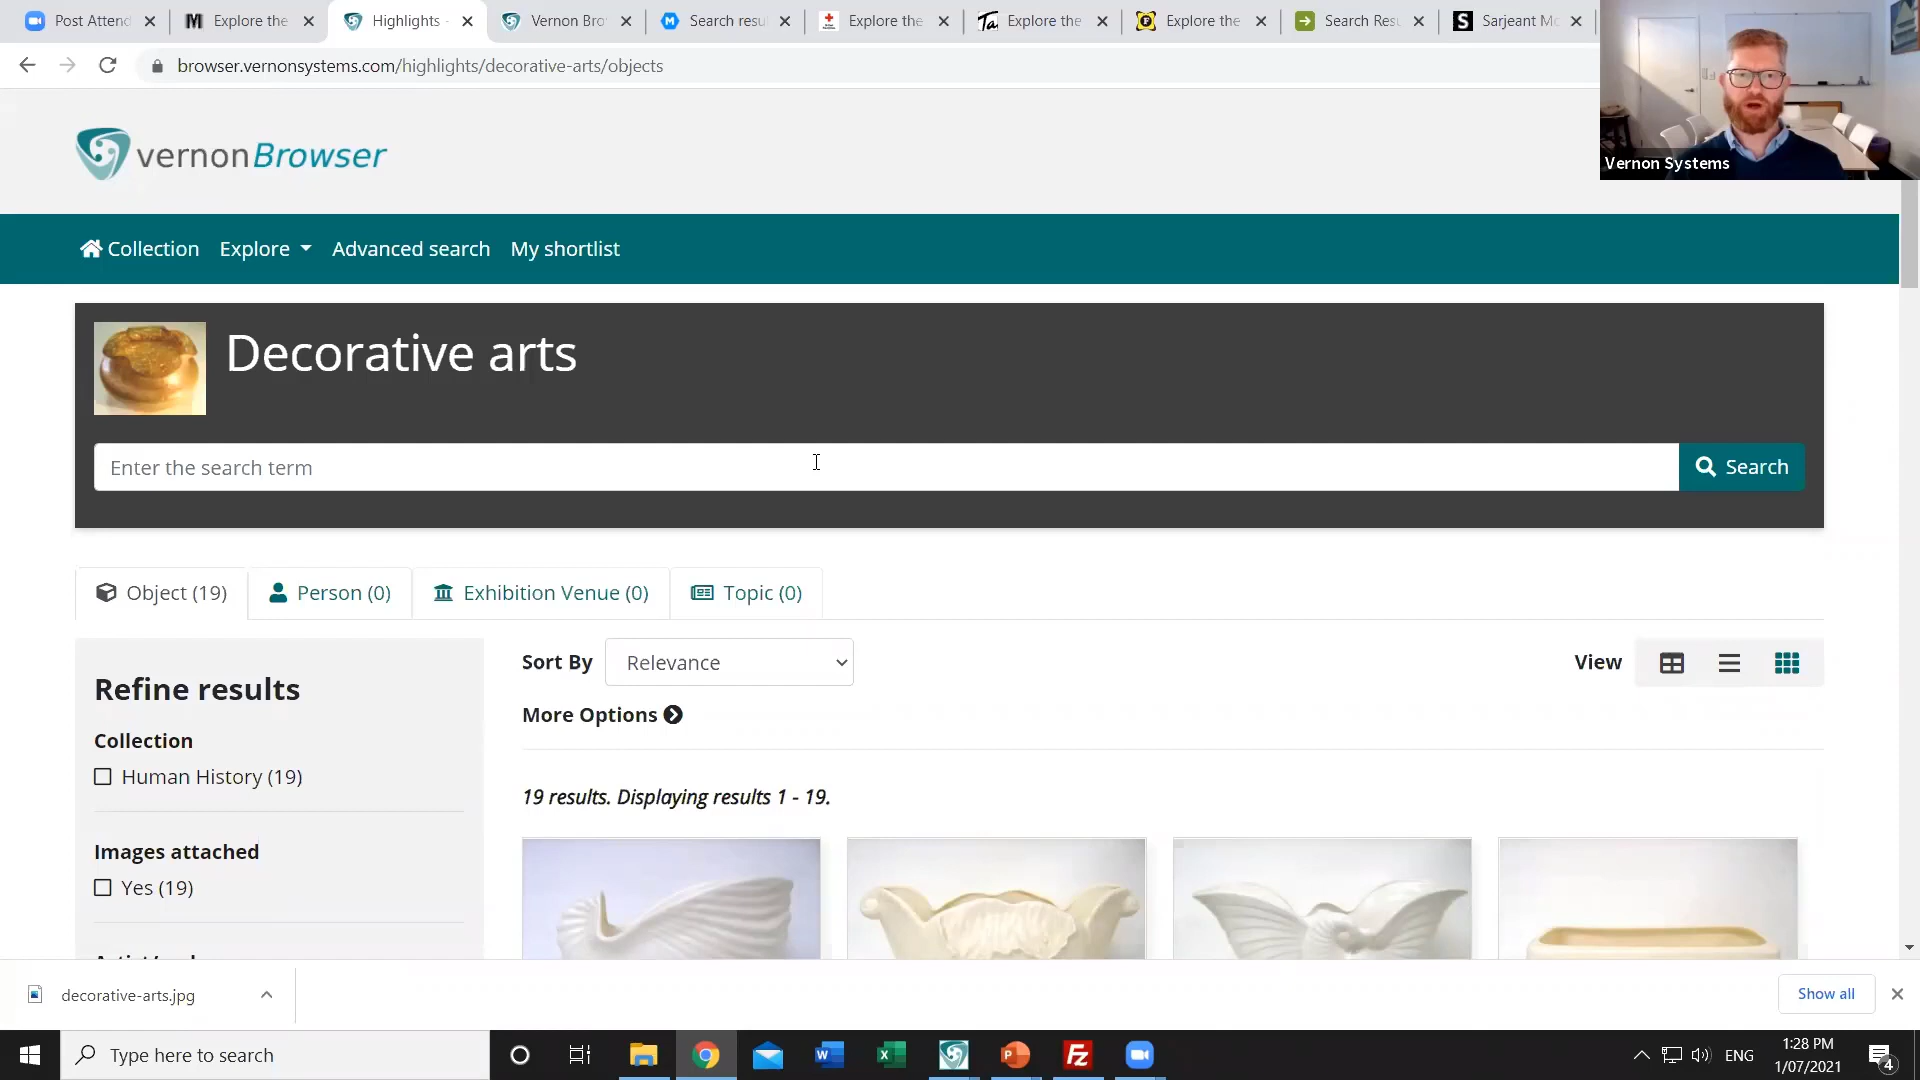 Post Attend
Explore the
Highlights -
Vernon Bro
Search resu
Explore the
Explore the
Explore the
Search Resu
Sarjeant Mo
browser.vernonsystems.com/highlights/decorative-arts/objects
Vernon Systems
vernonBrowser
Collection Explore Advanced search My shortlist
Decorative arts
Enter the search term
Search
Object (19) Person (0) Exhibition Venue (0) Topic (0)
Refine results
Collection
Human History (19)
Images attached
Yes (19)
Sort By Relevance
View
More Options
19 results. Displaying results 1 - 19.
decorative-arts.jpg
Show all
Type here to search
ENG
1:28 PM
1/07/2021
4